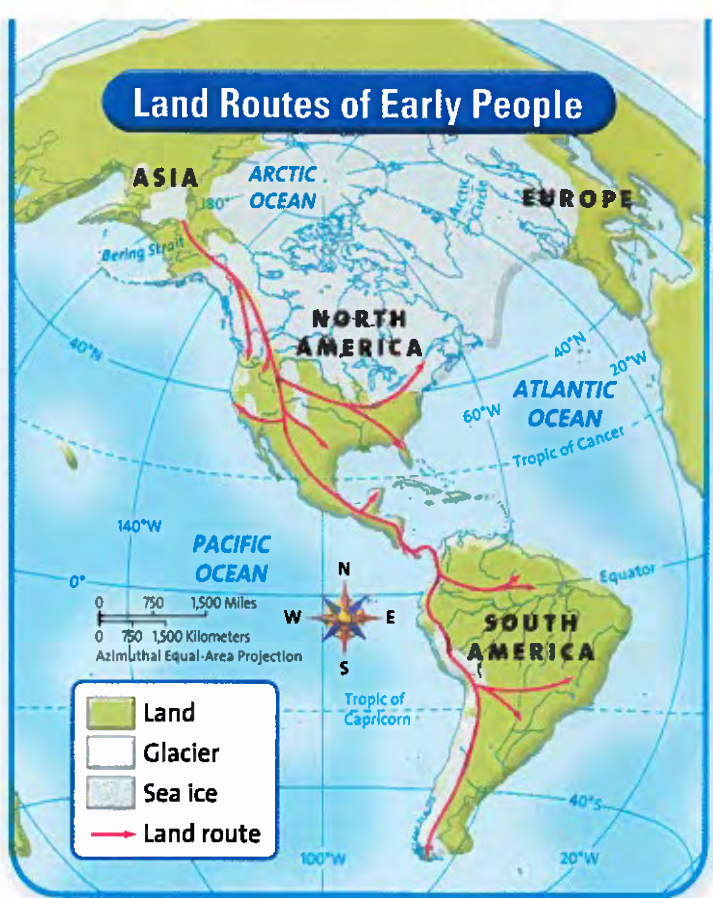 Land Routes of Early People
ASIA
ARCTIC
OCEAN
180°
EUROPE
Arctic
Circle
Bering Strait
NORTH
AMERICA
40°N
40°N
20°W
ATLANTIC
OCEAN
60°W
Tropic of Cancer
140°W
PACIFIC
OCEAN
N
0°
Equator
0 750 1,500 Miles
W
E
0 750 1,500 Kilometers
Azimuthal Equal-Area Projection
S
SOUTH
AMERICA
Tropic of
Capricorn
Land
Glacier
Sea ice
Land route
40°S
100°W
20°W